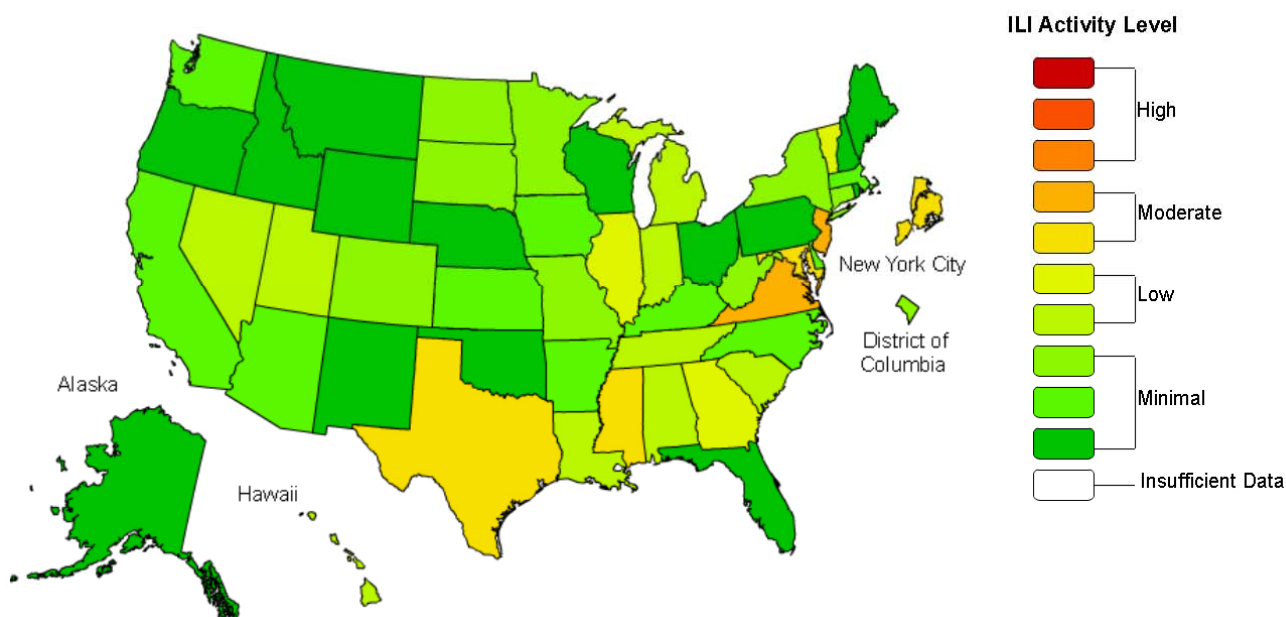 ILI Activity Level
High
Moderate
Low
Minimal
Insufficient Data
New York City
District of
Columbia
Alaska
Hawaii